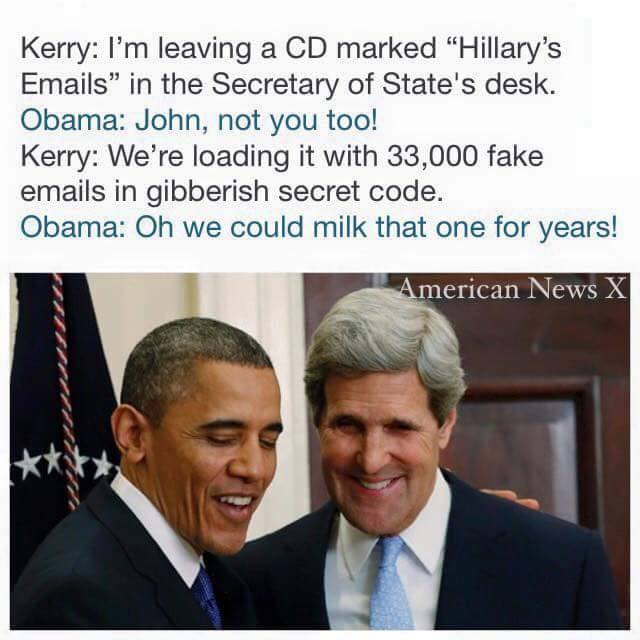 Kerry: I’m leaving a CD marked “Hillary’s
Emails” in the Secretary of State's desk.
Obama: John, not you too!
Kerry: We’re loading it with 33,000 fake
emails in gibberish secret code.
Obama: Oh we could milk that one for years!
American News X